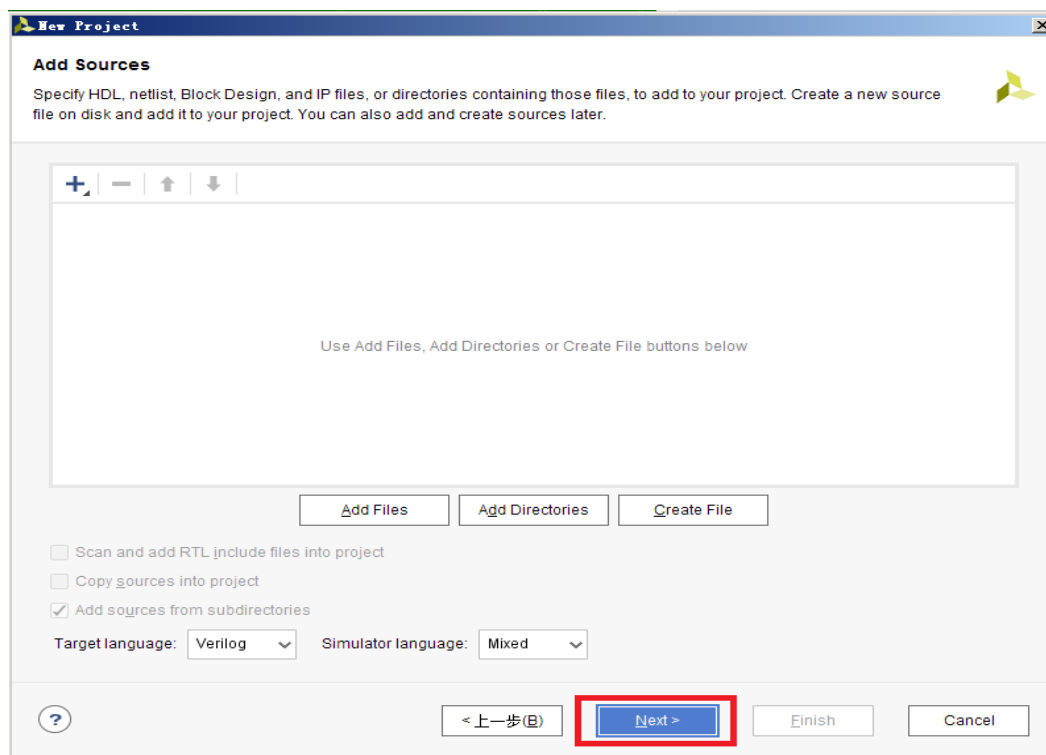 New Project
Add Sources
Specify HDL, netlist, Block Design, and IP files, or directories containing those files, to add to your project. Create a new source
file on disk and add it to your project. You can also add and create sources later.
Use Add Files, Add Directories or Create File buttons below
Add Files Add Directories Create File
Scan and add RTL include files into project
Copy sources into project
Add sources from subdirectories
Target language: Verilog Simulator language: Mixed
? < 上一步(B) Next > Finish Cancel